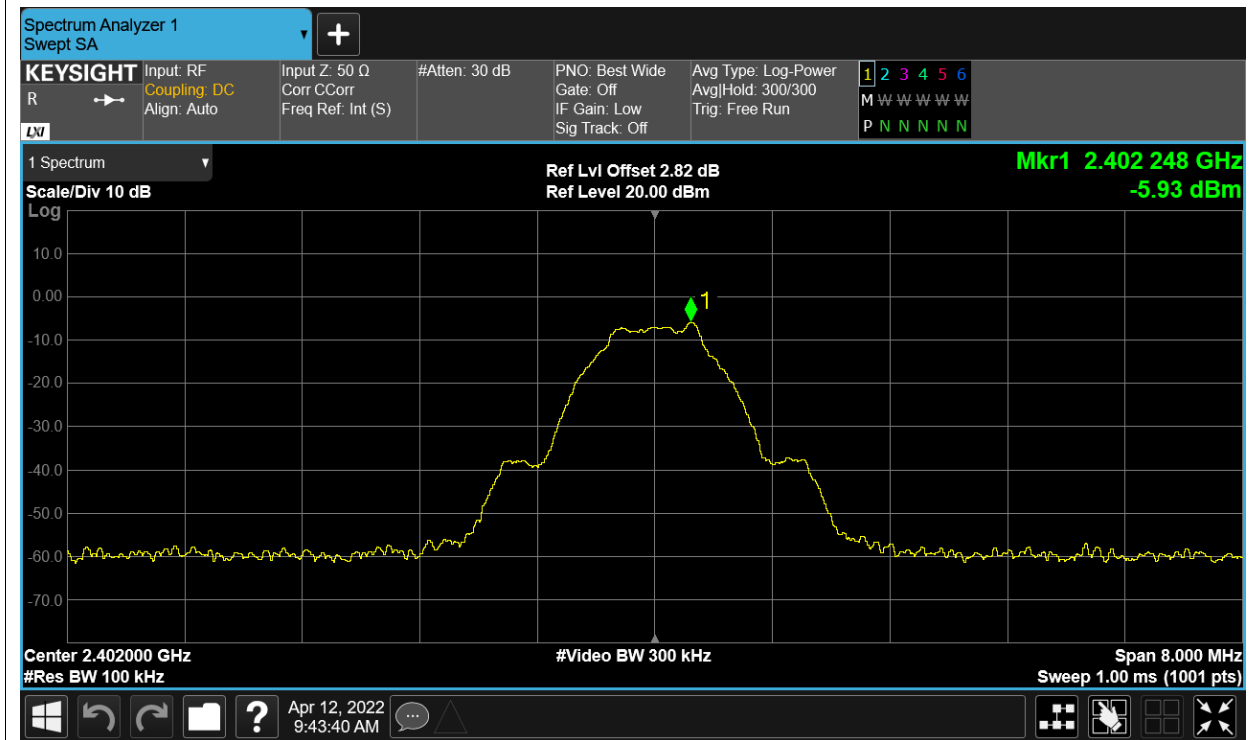 Spectrum Analyzer 1
Swept SA
KEYSIGHT
R
LXI
Input: RF
Coupling: DC
Align: Auto
Input Z: 50 Ω
Corr CCorr
Freq Ref: Int (S)
#Atten: 30 dB
PNO: Best Wide
Gate: Off
IF Gain: Low
Sig Track: Off
Avg Type: Log-Power
Avg|Hold: 300/300
Trig: Free Run
1 2 3 4 5 6
M W W W W W
P N N N N N
1 Spectrum
Scale/Div 10 dB
Log
Ref Lvl Offset 2.82 dB
Ref Level 20.00 dBm
Mkr1 2.402 248 GHz
-5.93 dBm
10.0
0.00
-10.0
-20.0
-30.0
-40.0
-50.0
-60.0
-70.0
1
Center 2.402000 GHz
#Res BW 100 kHz
#Video BW 300 kHz
Span 8.000 MHz
Sweep 1.00 ms (1001 pts)
?
Apr 12, 2022
9:43:40 AM